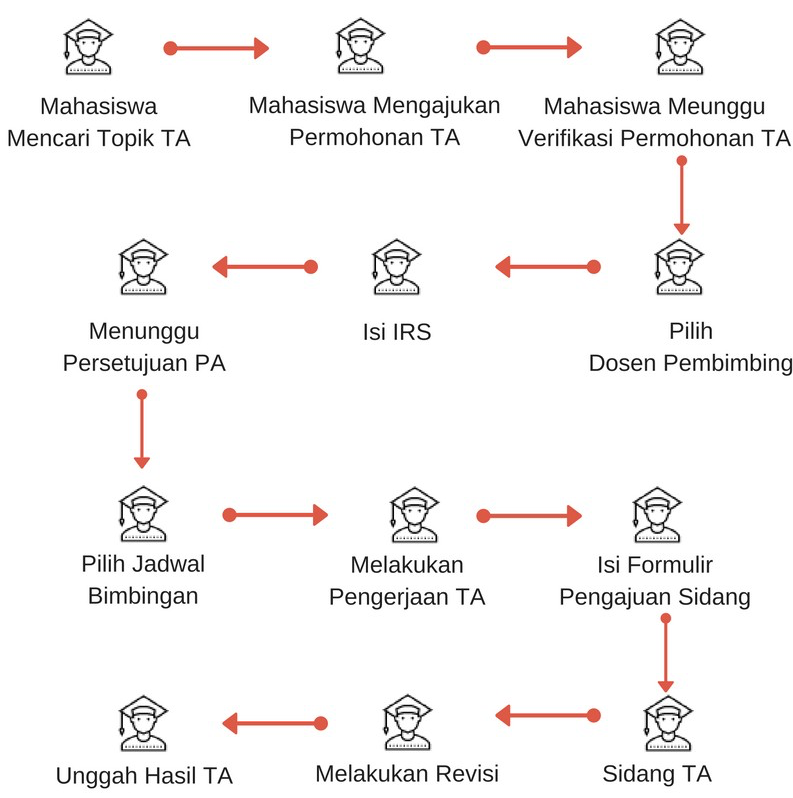 Mahasiswa
Mencari Topik TA
Mahasiswa Mengajukan
Permohonan TA
Mahasiswa Meunggu
Verifikasi Permohonan TA
Pilih
Dosen Pembimbing
Isi IRS
Menunggu
Persetujuan PA
Pilih Jadwal
Bimbingan
Melakukan
Pengerjaan TA
Isi Formulir
Pengajuan Sidang
Sidang TA
Melakukan Revisi
Unggah Hasil TA